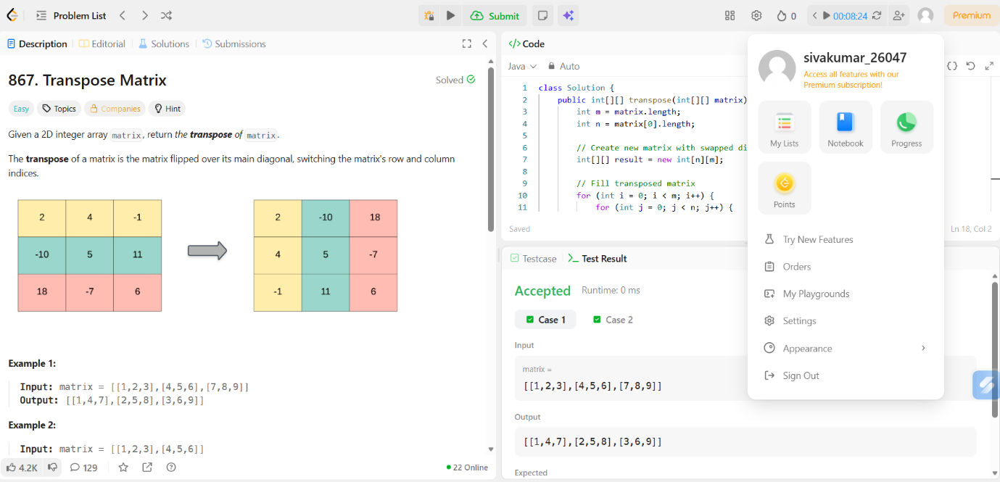 Problem List
Submit
0
00:08:24
Premium
Description
Editorial
Solutions
Submissions
867. Transpose Matrix
Solved
Easy
Topics
Companies
Hint
Given a 2D integer array matrix, return the transpose of matrix.
The transpose of a matrix is the matrix flipped over its main diagonal, switching the matrix's row and column
indices.
2 4 -1
-10 5 11
18 -7 6
2 -10 18
4 5 -7
-1 11 6
Example 1:
Input: matrix = [[1,2,3],[4,5,6],[7,8,9]]
Output: [[1,4,7],[2,5,8],[3,6,9]]
Example 2:
Input: matrix = [[1,2,3],[4,5,6]]
4.2K
129
22 Online
</> Code
Java
Auto
1 class Solution {
2 public int[][] transpose(int[][] matrix)
3 int m = matrix.length;
4 int n = matrix[0].length;
5
6 // Create new matrix with swapped di
7 int[][] result = new int[n][m];
8
9 // Fill transposed matrix
10 for (int i = 0; i < m; i++) {
11 for (int j = 0; j < n; j++) {
Saved
Ln 18, Col 2
Testcase
Test Result
Accepted
Runtime: 0 ms
Case 1
Case 2
Input
matrix =
[[1,2,3],[4,5,6],[7,8,9]]
Output
[[1,4,7],[2,5,8],[3,6,9]]
Expected
sivakumar_26047
Access all features with our
Premium subscription!
My Lists
Notebook
Progress
Points
Try New Features
Orders
My Playgrounds
Settings
Appearance
Sign Out